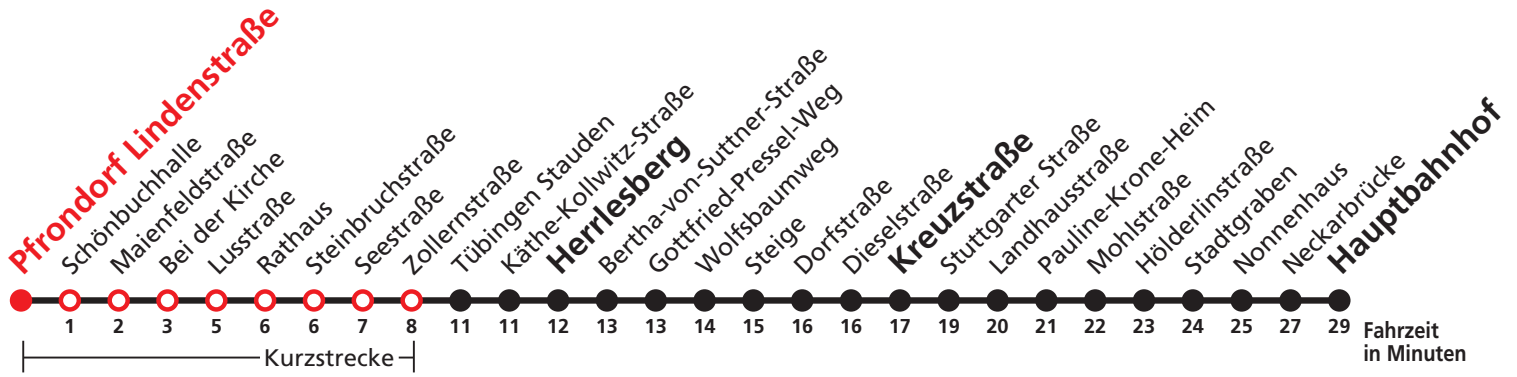 Pfrondorf Lindenstraße
Schönbuchhalle
Maienfeldstraße
Bei der Kirche
Lusstraße
Rathaus
Steinbruchstraße
Seestraße
Zollernstraße
Tübingen Stauden
Käthe-Kollwitz-Straße
Herrlesberg
Bertha-von-Suttner-Straße
Gottfried-Pressel-Weg
Wolfsbaumweg
Steige
Dorfstraße
Dieselstraße
Kreuzstraße
Stuttgarter Straße
Landhausstraße
Pauline-Krone-Heim
Mohlstraße
Hölderlinstraße
Stadtgraben
Nonnenhaus
Neckarbrücke
Hauptbahnhof
1 2 3 5 6 6 7 8 11 11 12 13 13 14 15 16 16 17 19 20 21 22 23 24 25 27 29
Fahrzeit
in Minuten
Kurzstrecke